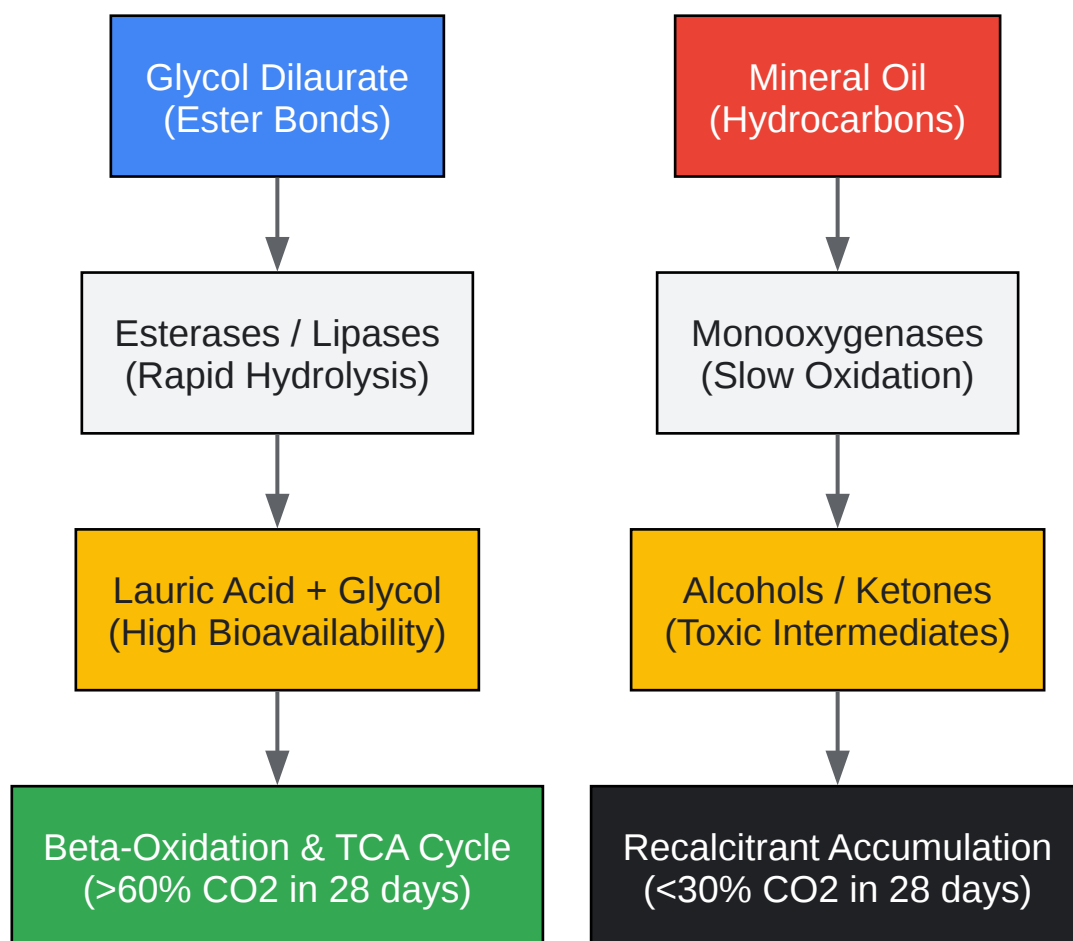 Glycol Dilaurate
(Ester Bonds)
Mineral Oil
(Hydrocarbons)
Esterases / Lipases
(Rapid Hydrolysis)
Monooxygenases
(Slow Oxidation)
Lauric Acid + Glycol
(High Bioavailability)
Alcohols / Ketones
(Toxic Intermediates)
Beta-Oxidation & TCA Cycle
(>60% CO2 in 28 days)
Recalcitrant Accumulation
(<30% CO2 in 28 days)